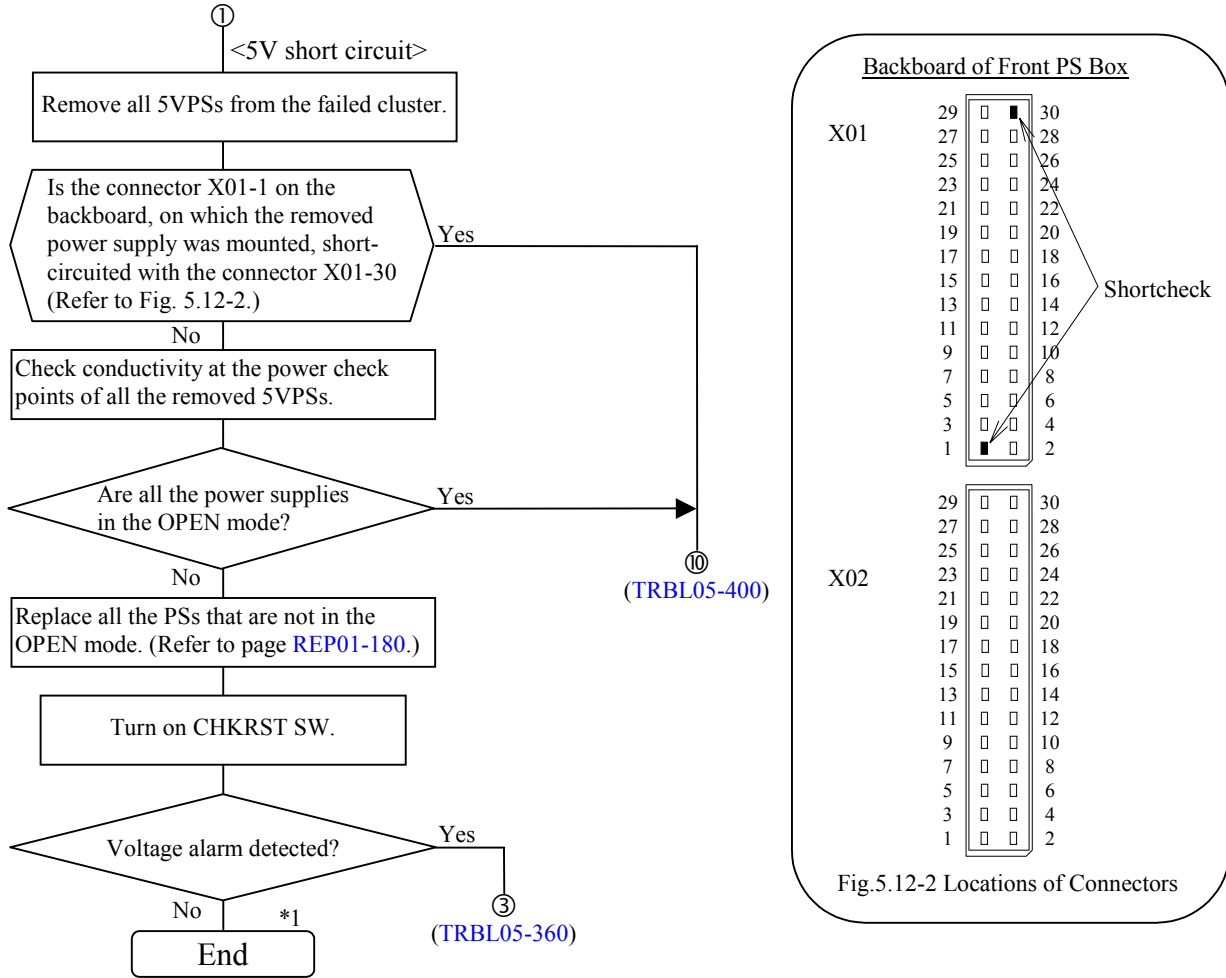 ①
<5V short circuit>
Remove all 5VPSs from the failed cluster.
Is the connector X01-1 on the
backboard, on which the removed
power supply was mounted, short-
circuited with the connector X01-30
(Refer to Fig. 5.12-2.)
Yes
No
Check conductivity at the power check
points of all the removed 5VPSs.
Are all the power supplies
in the OPEN mode?
Yes
⑩
(TRBL05-400)
No
Replace all the PSs that are not in the
OPEN mode. (Refer to page REP01-180.)
Turn on CHKRST SW.
Voltage alarm detected?
Yes
③
(TRBL05-360)
No
*1
End
Backboard of Front PS Box
X01
29 30
27 28
25 26
23 24
21 22
19 20
17 18
15 16
13 14
11 12
9 10
7 8
5 6
3 4
1 2
Shortcheck
X02
29 30
27 28
25 26
23 24
21 22
19 20
17 18
15 16
13 14
11 12
9 10
7 8
5 6
3 4
1 2
Fig.5.12-2 Locations of Connectors